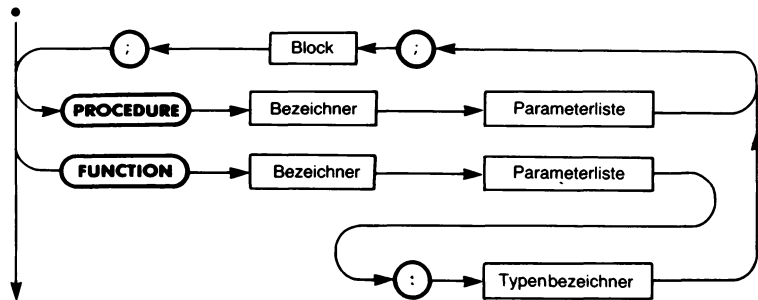 ; Block ;
PROCEDURE Bezeichner Parameterliste
FUNCTION Bezeichner Parameterliste
: Typenbezeichner